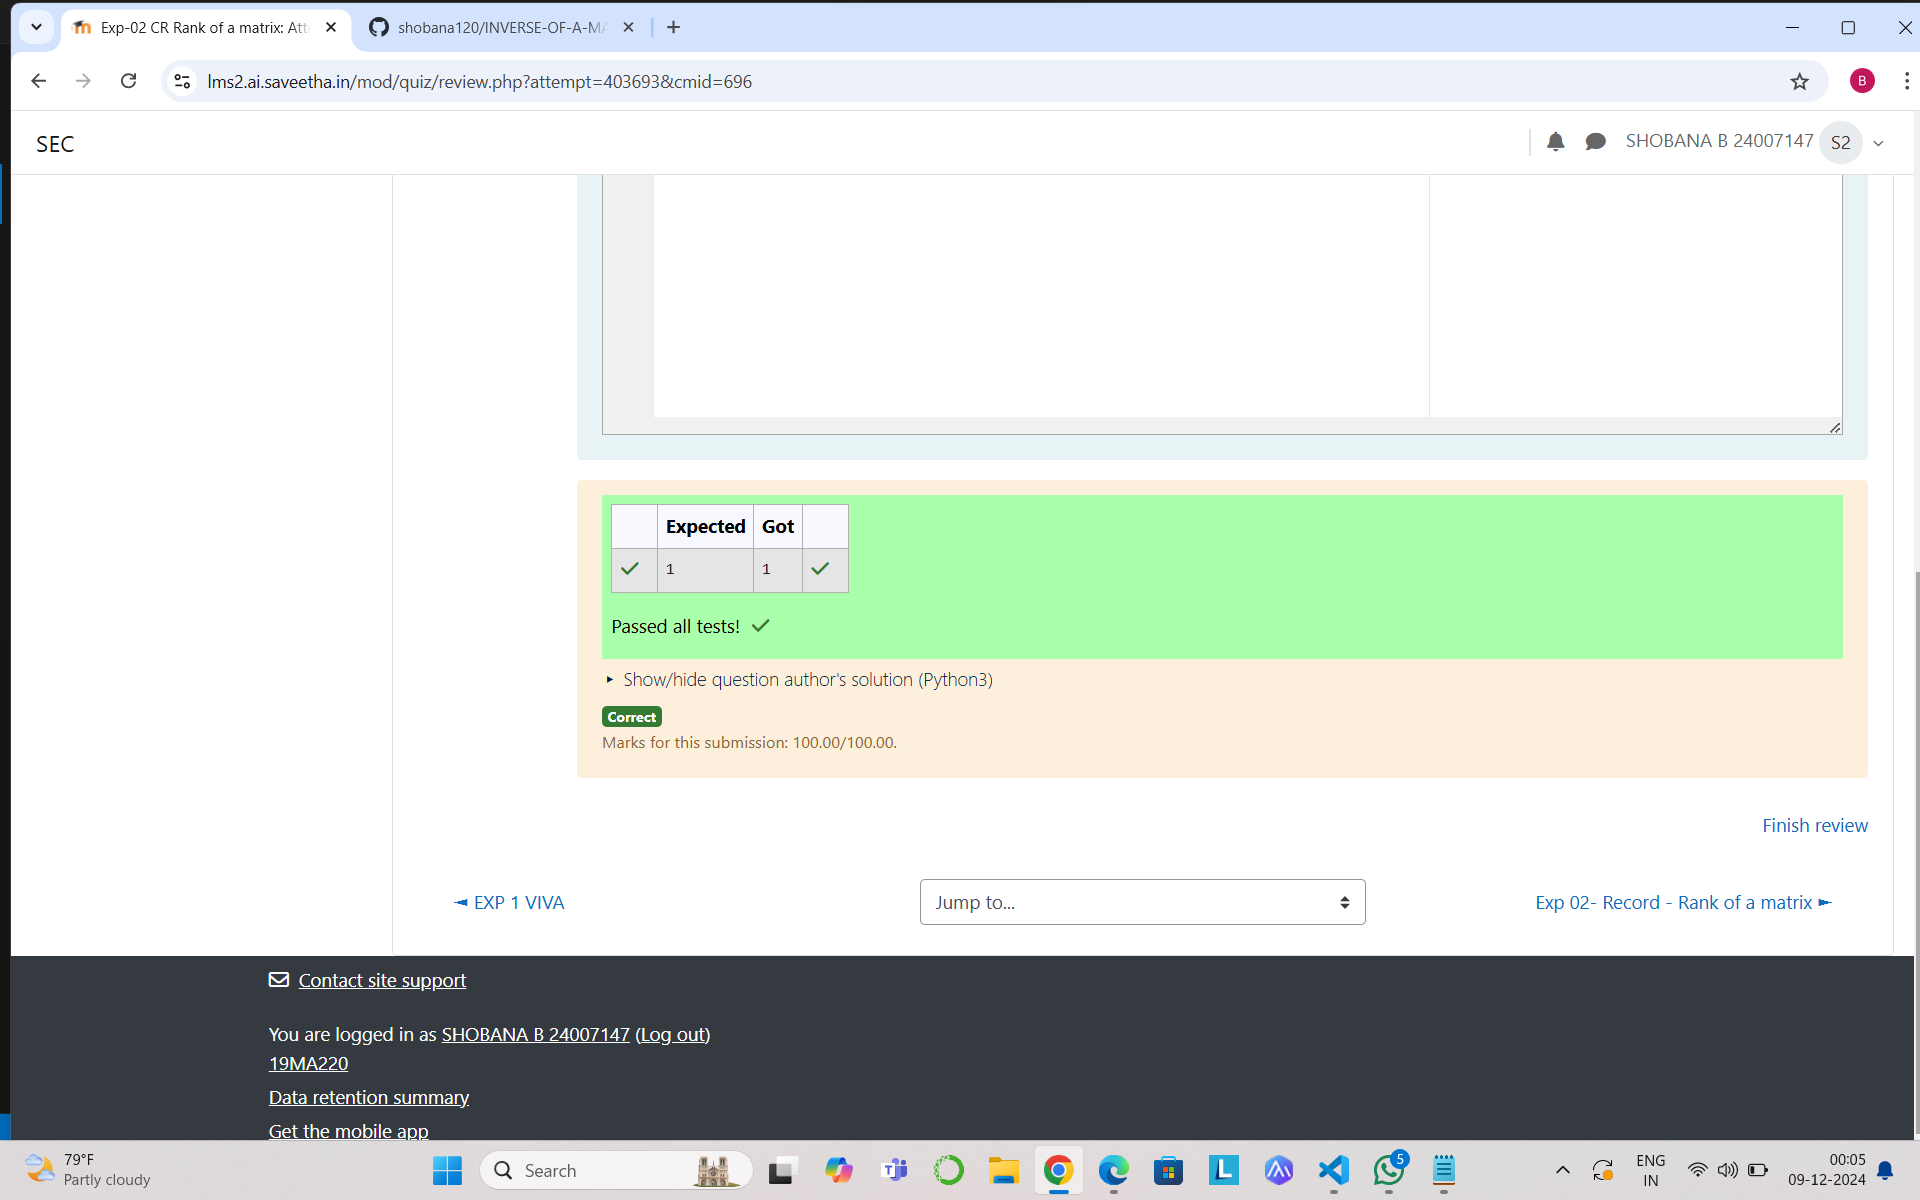 Exp-02 CR Rank of a matrix: Att
shobana120/INVERSE-OF-A-MA
lms2.ai.saveetha.in/mod/quiz/review.php?attempt=403693&cmid=696
B
SEC
SHOBANA B 24007147
S2
Expected
Got
1
1
Passed all tests!
Show/hide question author's solution (Python3)
Correct
Marks for this submission: 100.00/100.00.
Finish review
◄ EXP 1 VIVA
Jump to...
Exp 02- Record - Rank of a matrix ►
Contact site support
You are logged in as SHOBANA B 24007147 (Log out)
19MA220
Data retention summary
Get the mobile app
79°F
Partly cloudy
Search
5
ENG
IN
00:05
09-12-2024